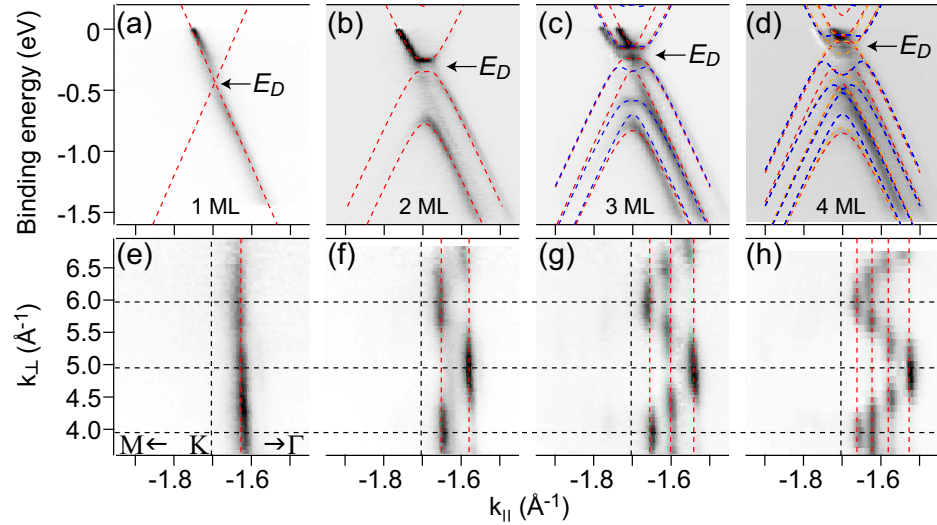 (a) (b) (c) (d)
Binding energy (eV)
0
-0.5
-1.0
-1.5
E_D E_D E_D E_D
1 ML 2 ML 3 ML 4 ML
(e) (f) (g) (h)
k⊥ (Å⁻¹)
6.5
6.0
5.5
5.0
4.5
4.0
M← K →Γ
-1.8 -1.6 -1.8 -1.6 -1.8 -1.6 -1.8 -1.6
k|| (Å⁻¹)